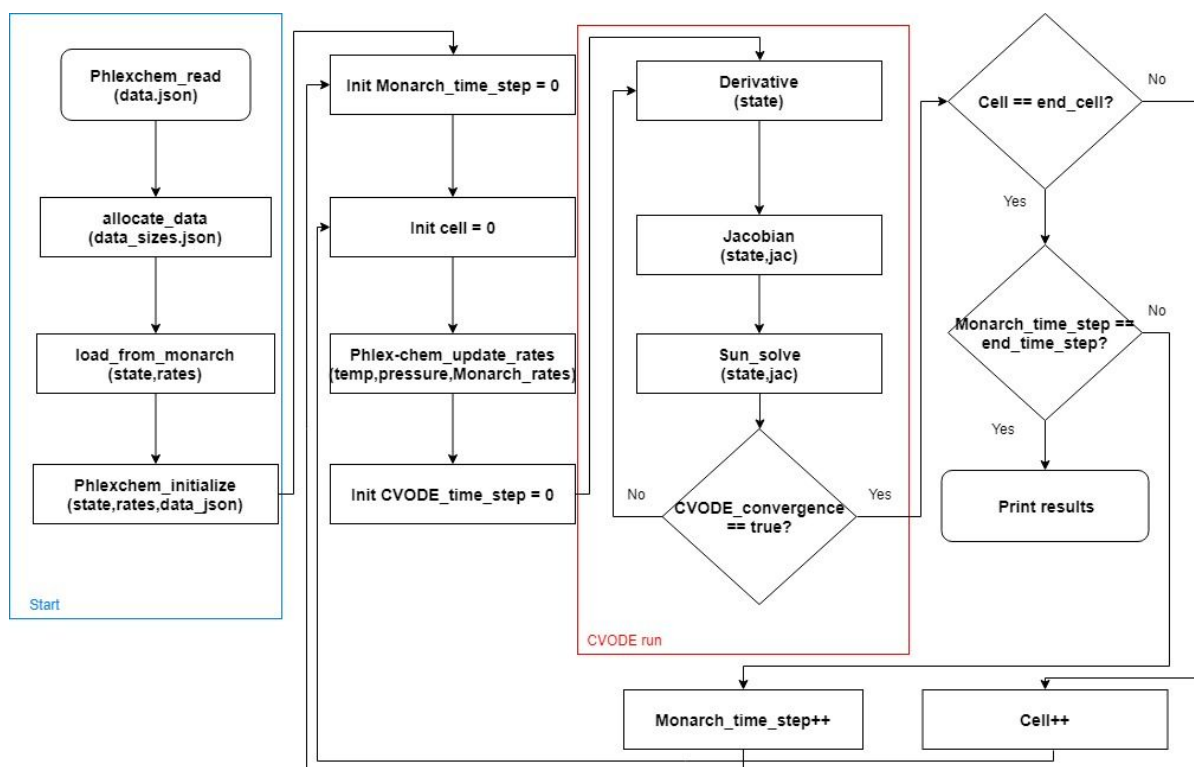 Phlexchem_read
(data.json)
allocate_data
(data_sizes.json)
load_from_monarch
(state,rates)
Phlexchem_initialize
(state,rates,data_json)
Start
Init Monarch_time_step = 0
Init cell = 0
Phlex-chem_update_rates
(temp,pressure,Monarch_rates)
Init CVODE_time_step = 0
Derivative
(state)
Jacobian
(state,jac)
Sun_solve
(state,jac)
No
CVODE_convergence
== true?
Yes
CVODE run
Cell == end_cell?
No
Yes
Monarch_time_step ==
end_time_step?
No
Yes
Print results
Monarch_time_step++
Cell++